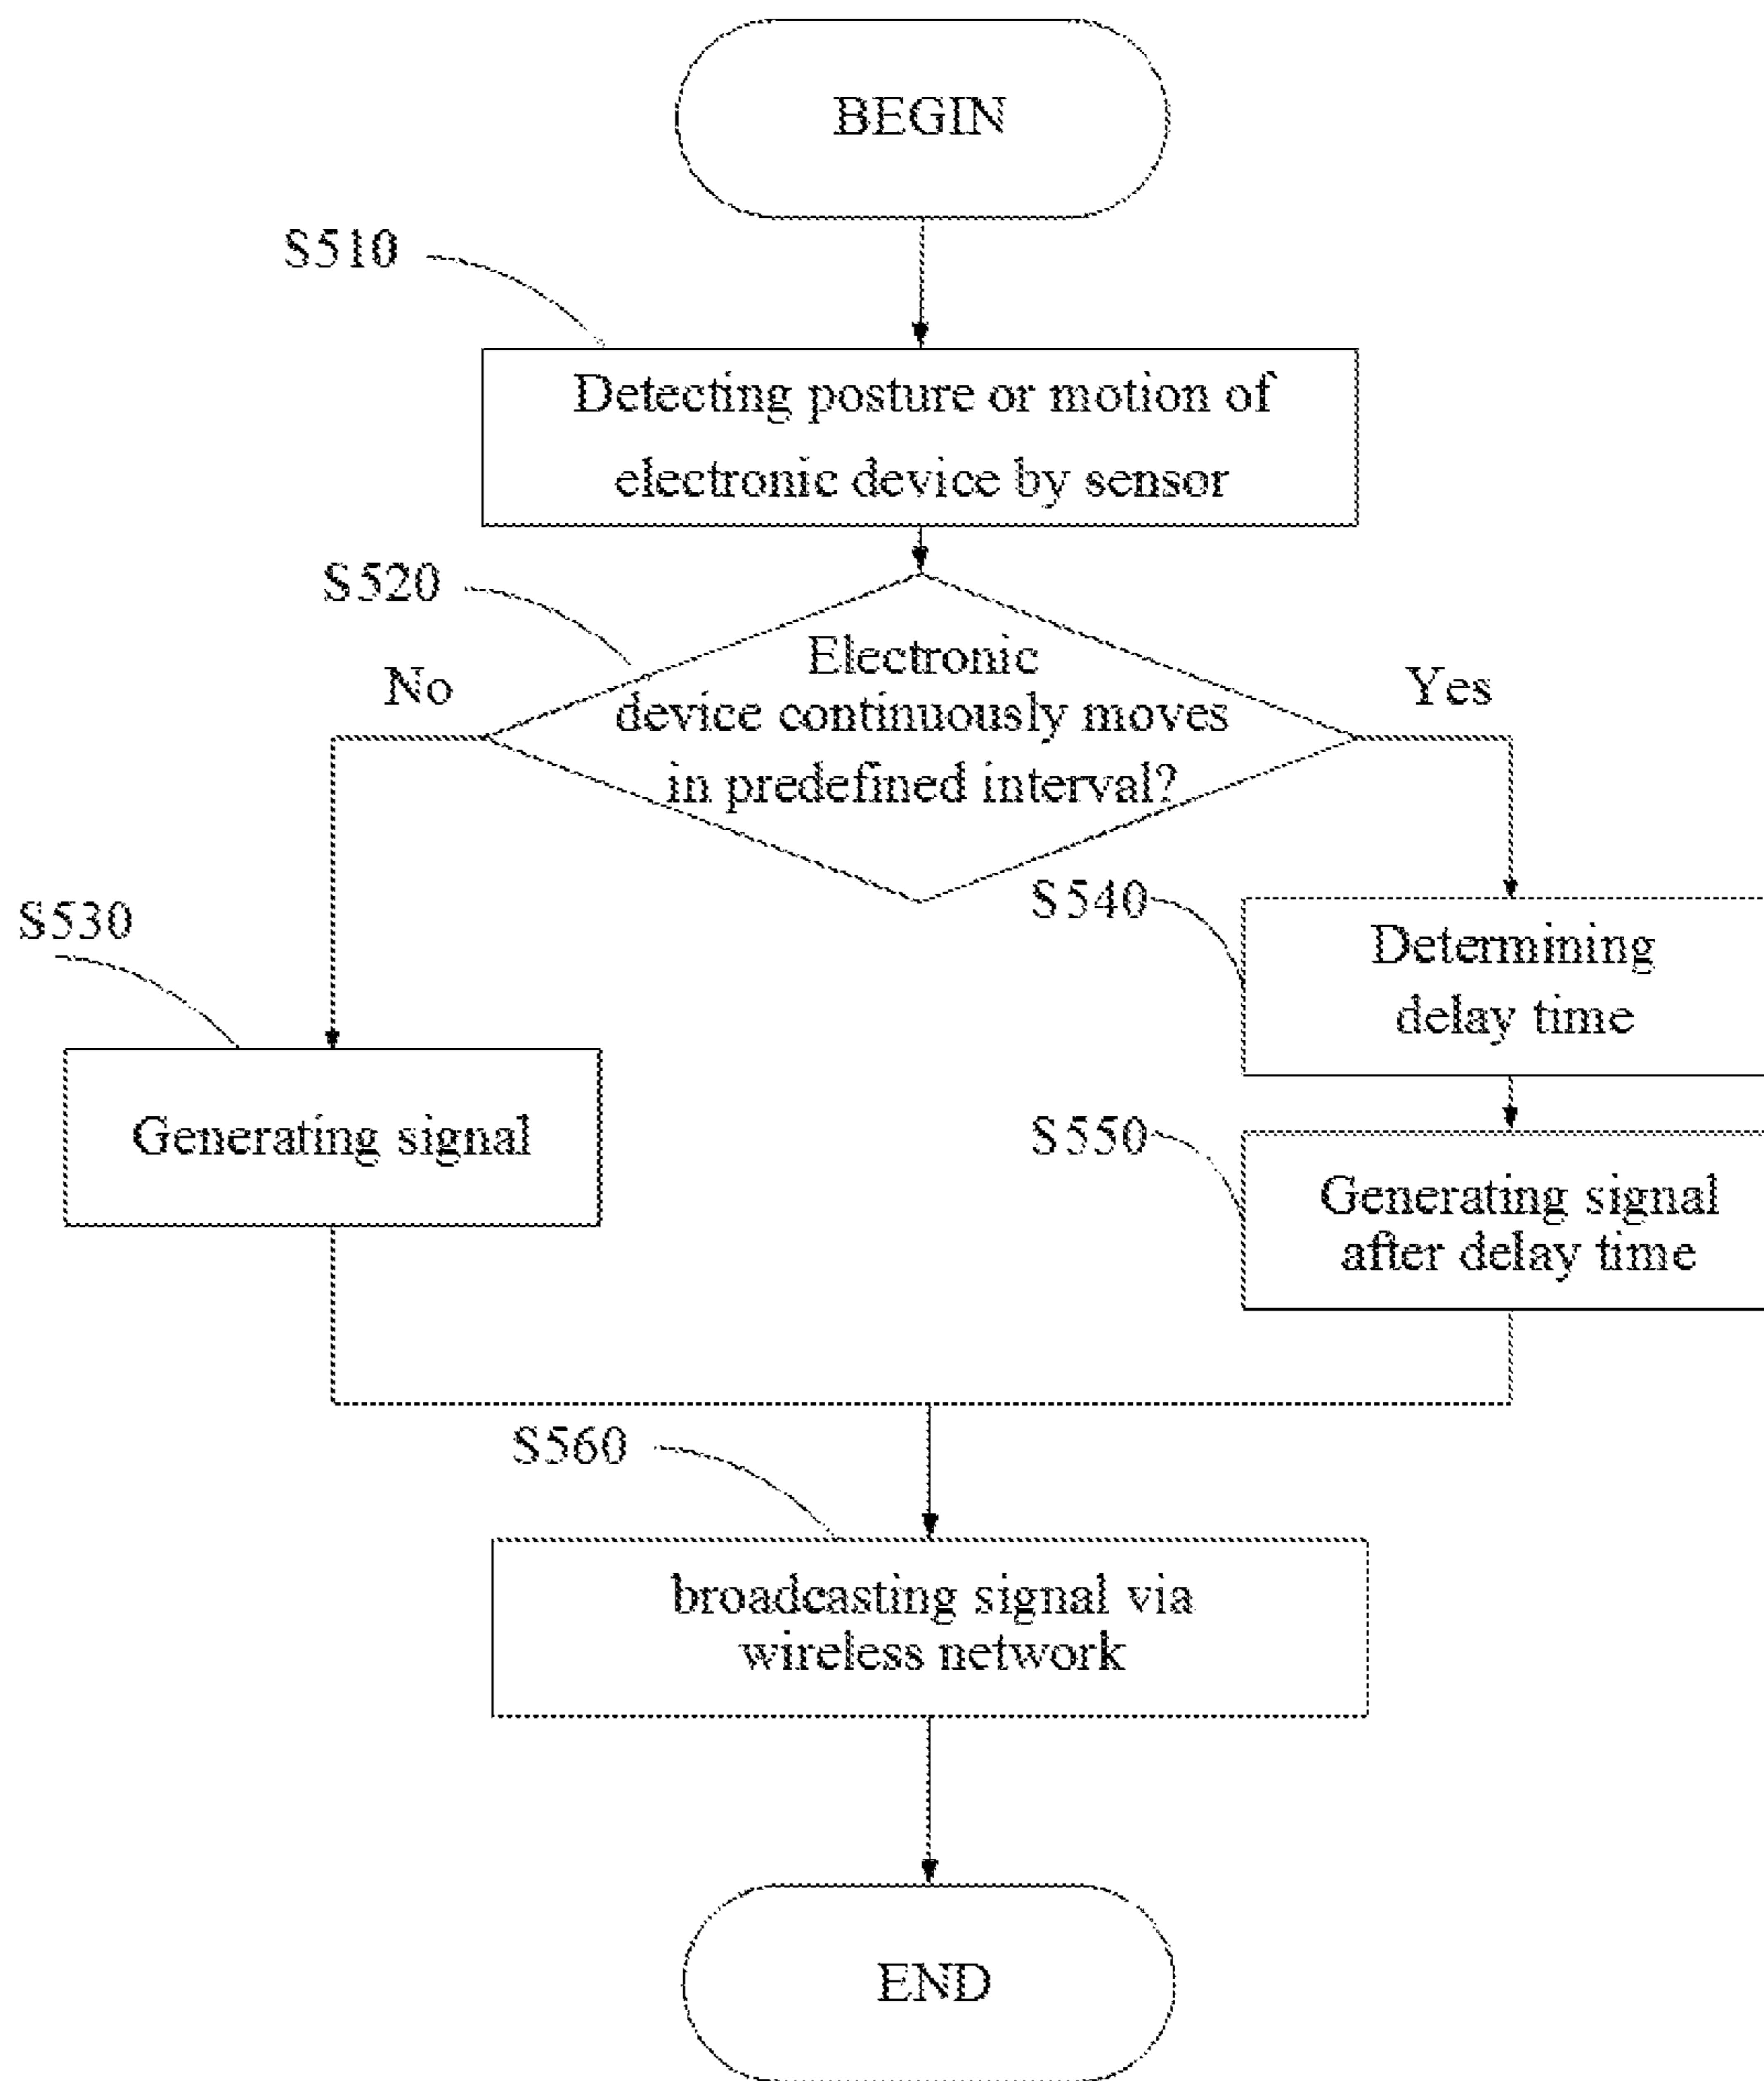 BEGIN
S510
Detecting posture or motion of
electronic device by sensor
S520
No
Electronic
device continuously moves
in predefined interval?
Yes
S530
Generating signal
S540
Determining
delay time
S550
Generating signal
after delay time
S560
broadcasting signal via
wireless network
END